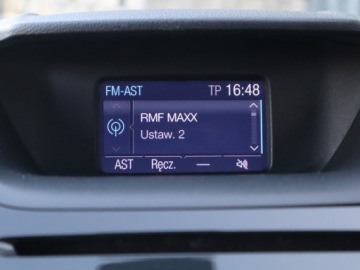 FM-AST TP 16:48
RMF MAXX
Ustaw. 2
AST Ręcz. —